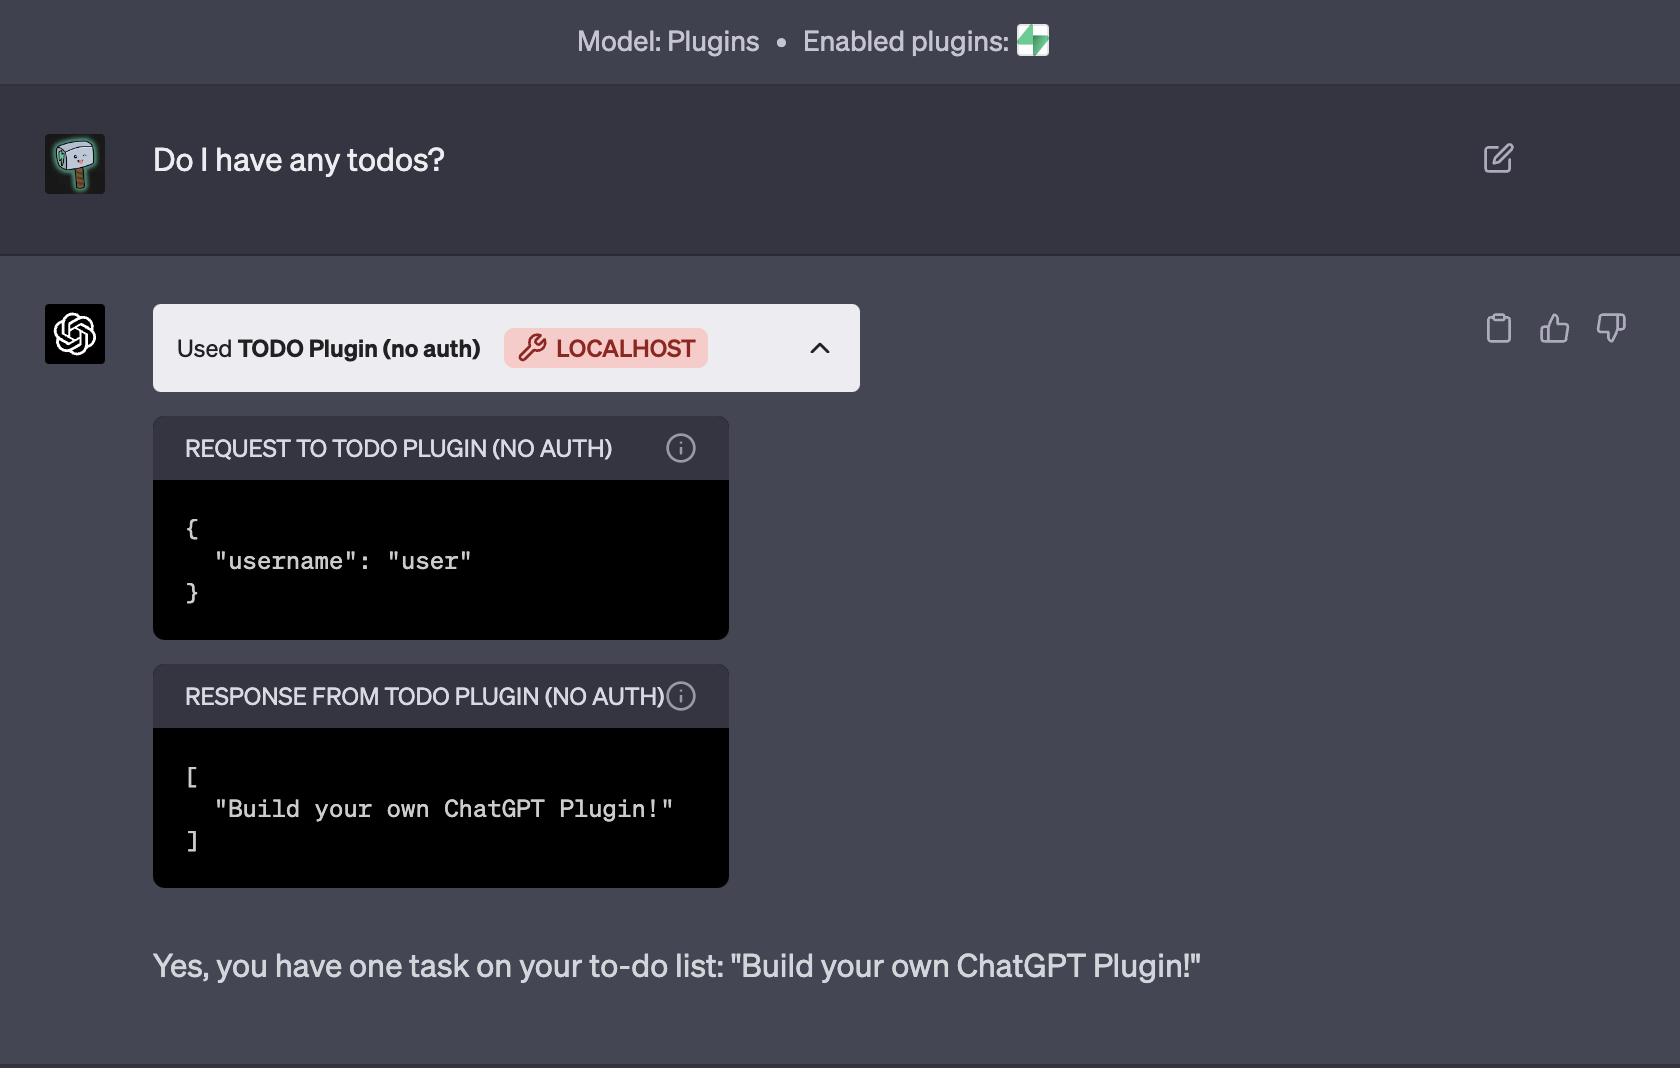 Model: Plugins • Enabled plugins:
Do I have any todos?
Used TODO Plugin (no auth) LOCALHOST
REQUEST TO TODO PLUGIN (NO AUTH)
{
  "username": "user"
}
RESPONSE FROM TODO PLUGIN (NO AUTH)
[
  "Build your own ChatGPT Plugin!"
]
Yes, you have one task on your to-do list: "Build your own ChatGPT Plugin!"